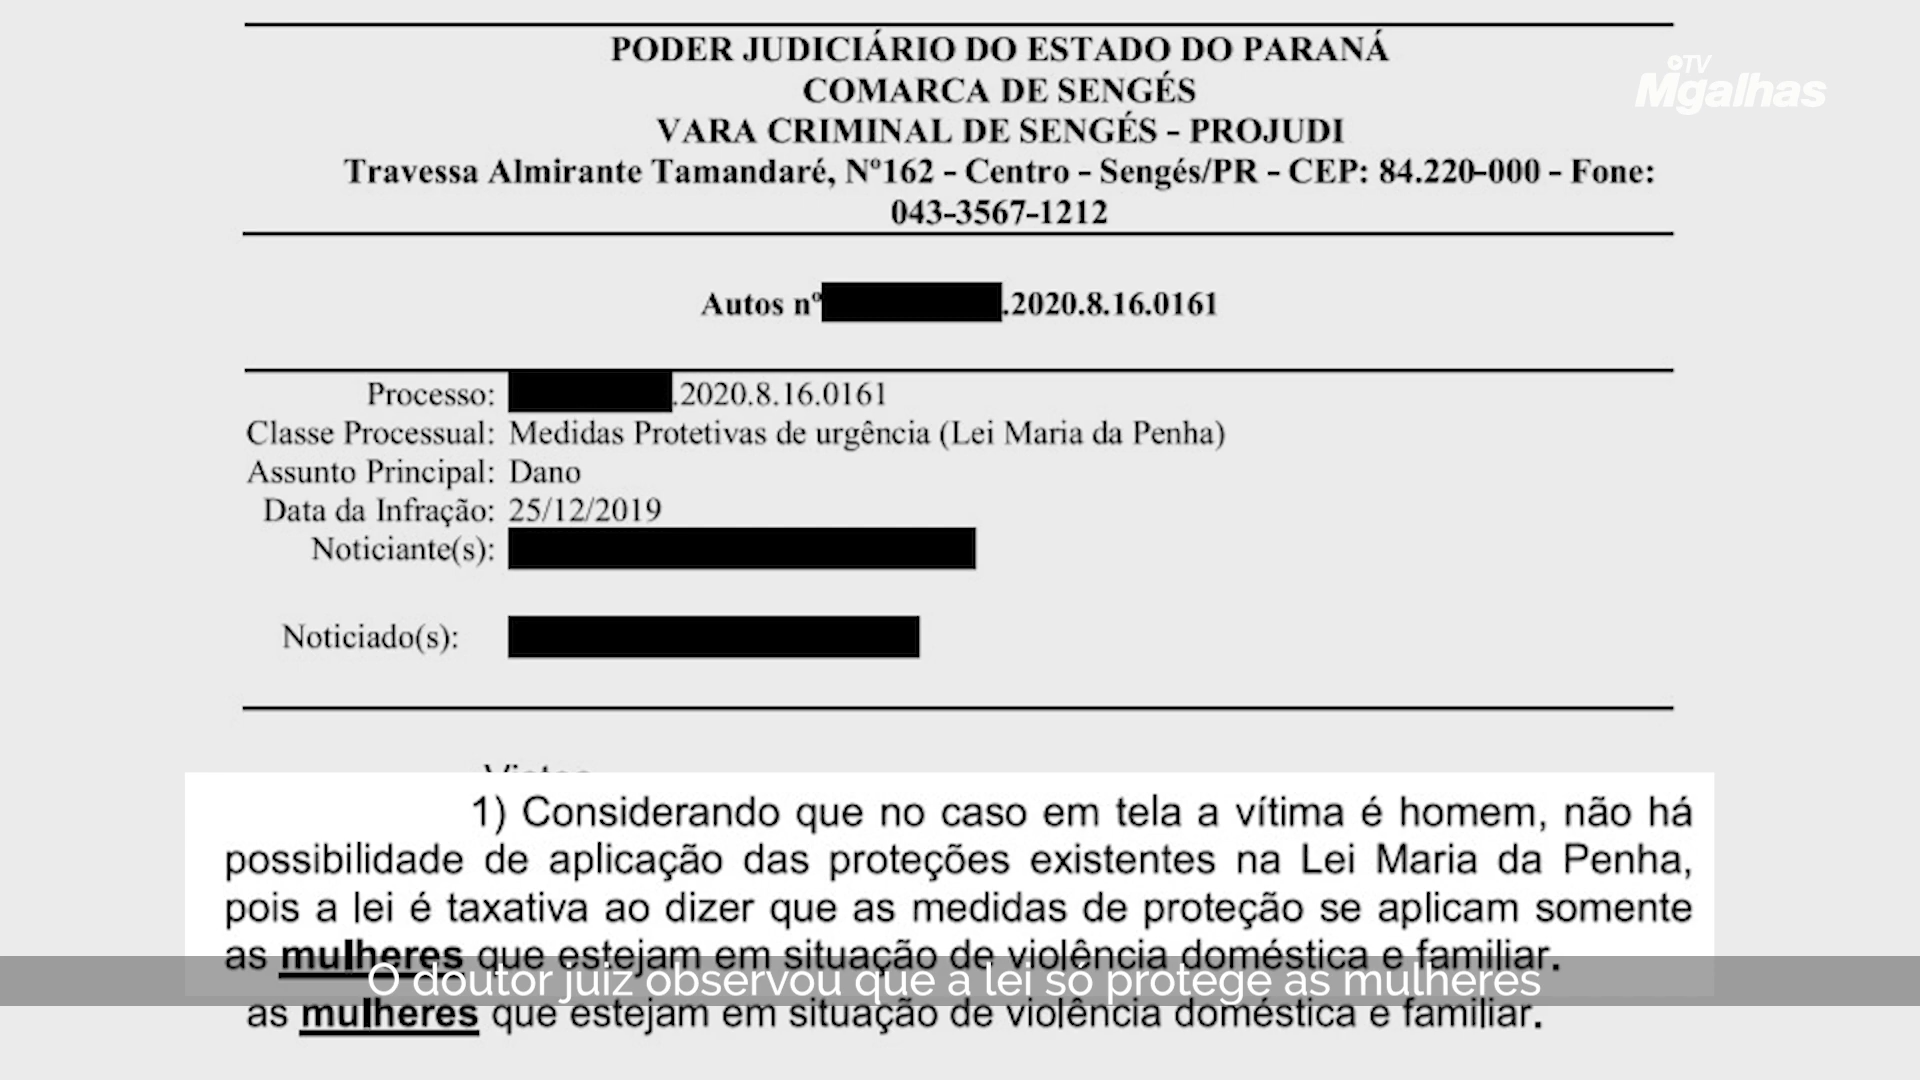 PODER JUDICIÁRIO DO ESTADO DO PARANÁ
COMARCA DE SENGÉS
VARA CRIMINAL DE SENGÉS - PROJUDI
Travessa Almirante Tamandaré, Nº162 - Centro - Sengés/PR - CEP: 84.220-000 - Fone:
043-3567-1212
TV
Mgalhas
Autos nº .2020.8.16.0161
Processo: .2020.8.16.0161
Classe Processual: Medidas Protetivas de urgência (Lei Maria da Penha)
Assunto Principal: Dano
Data da Infração: 25/12/2019
Noticiante(s):
Noticiado(s):
1) Considerando que no caso em tela a vítima é homem, não há
possibilidade de aplicação das proteções existentes na Lei Maria da Penha,
pois a lei é taxativa ao dizer que as medidas de proteção se aplicam somente
as mulheres que estejam em situação de violência doméstica e familiar.
O doutor juiz observou que a lei só protege as mulheres
as mulheres que estejam em situação de violência doméstica e familiar.